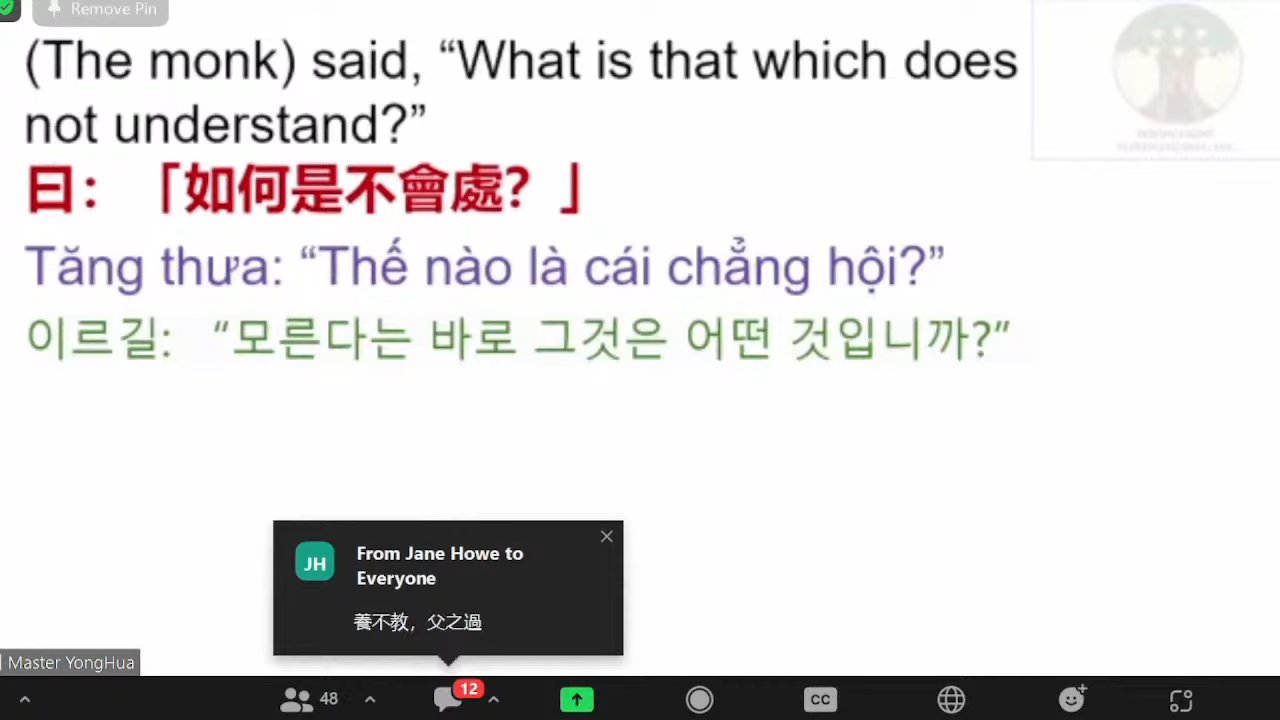 Remove Pin
(The monk) said, “What is that which does
not understand?”
曰：「如何是不會處？」
Tăng thưa: “Thế nào là cái chẳng hội?”
이르길: “모른다는 바로 그것은 어떤 것입니까?”
JH
From Jane Howe to
Everyone
養不教，父之過
Master YongHua
48
12
CC